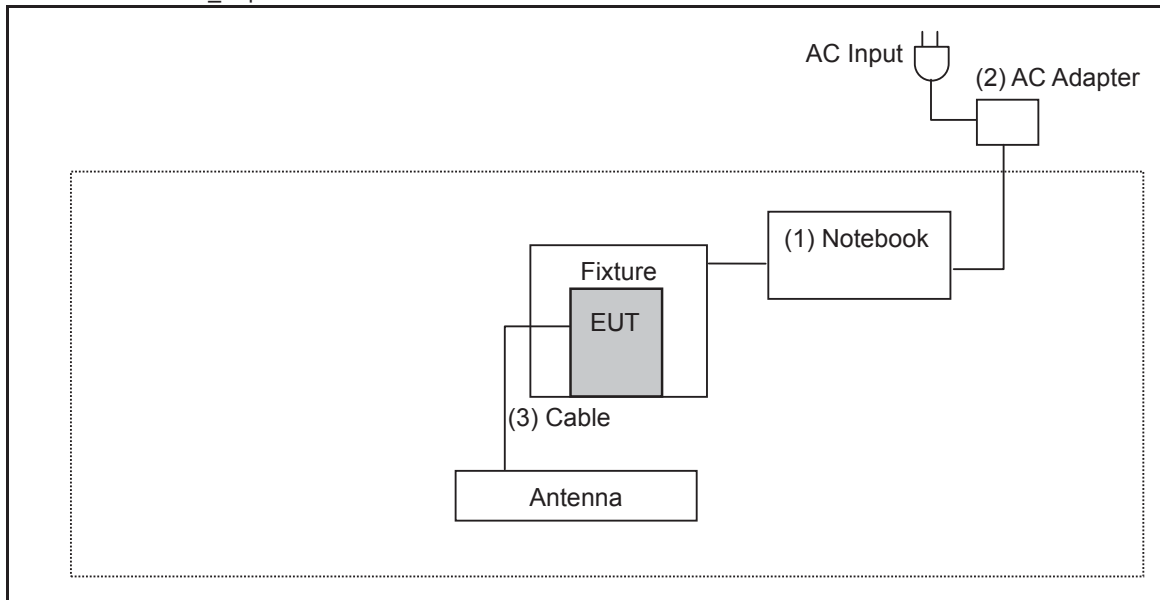 AC Input
(2) AC Adapter
(1) Notebook
Fixture
EUT
(3) Cable
Antenna